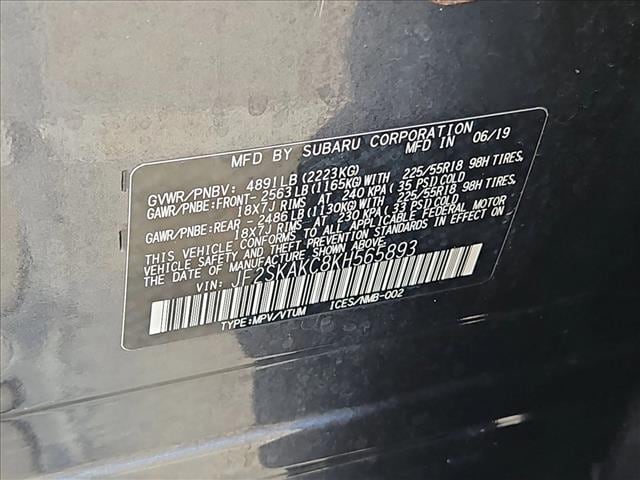 MFD BY SUBARU CORPORATION
MFD IN 06/19
GVWR/PNBV: 4891LB(2223KG)
GAWR/PNBE:FRONT-2563LB(1165KG)WITH 225/55R18 98H TIRES,
18X7J RIMS AT 240 KPA(35 PSI)COLD
GAWR/PNBE:REAR-2486LB(1130KG)WITH 225/55R18 98H TIRES,
18X7J RIMS AT 230 KPA(33 PSI)COLD
THIS VEHICLE CONFORMS TO ALL APPLICABLE FEDERAL MOTOR
VEHICLE SAFETY AND THEFT PREVENTION STANDARDS IN EFFECT
ON THE DATE OF MANUFACTURE SHOWN ABOVE.
VIN: JF2SKAKC8KH565893
TYPE:MPV/VTUM ICES/NMB-002